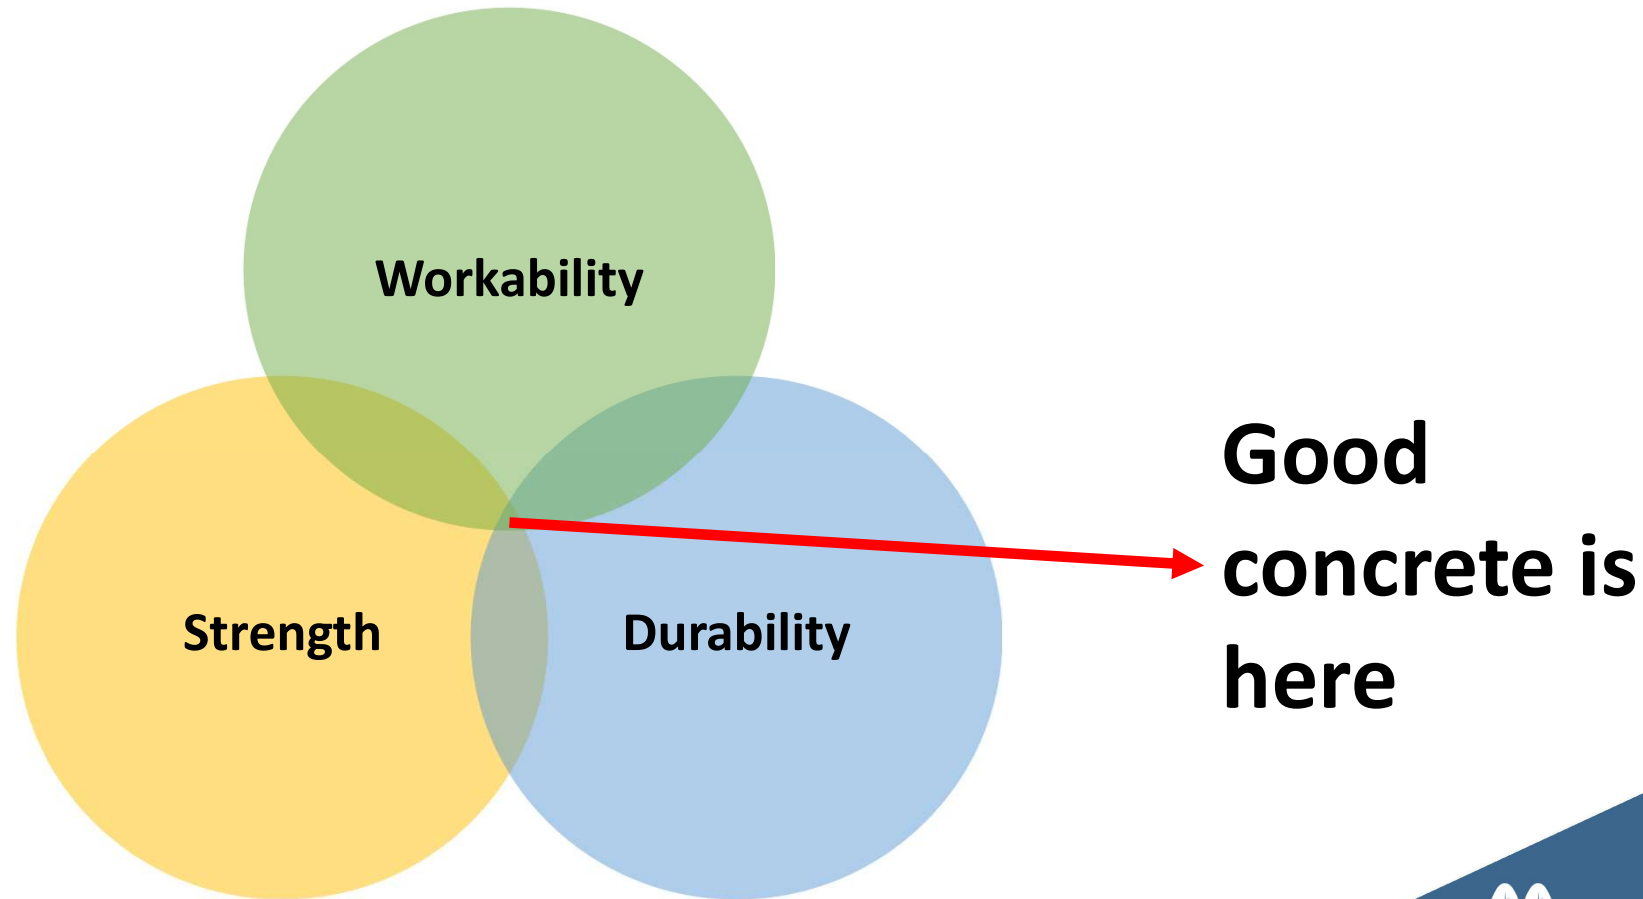 Workability
Strength
Durability
Good
concrete is
here